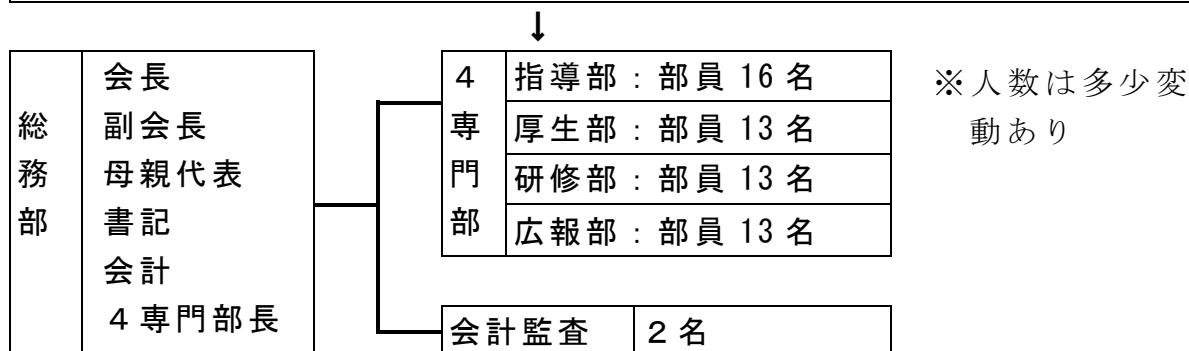 ↓
総務部
会長
副会長
母親代表
書記
会計
4専門部長
4専門部
指導部：部員 16 名
厚生部：部員 13 名
研修部：部員 13 名
広報部：部員 13 名
会計監査 2名
※人数は多少変
動あり